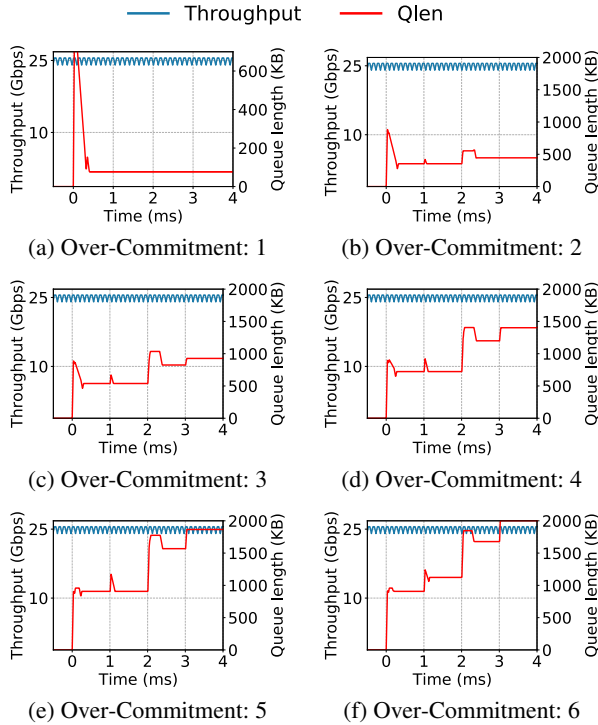 Throughput Qlen
25
10
Throughput (Gbps)
0 1 2 3 4
Time (ms)
600
400
200
0
Queue length (KB)
(a) Over-Commitment: 1
25
10
Throughput (Gbps)
0 1 2 3 4
Time (ms)
2000
1500
1000
500
0
Queue length (KB)
(b) Over-Commitment: 2
25
10
Throughput (Gbps)
0 1 2 3 4
Time (ms)
2000
1500
1000
500
0
Queue length (KB)
(c) Over-Commitment: 3
25
10
Throughput (Gbps)
0 1 2 3 4
Time (ms)
2000
1500
1000
500
0
Queue length (KB)
(d) Over-Commitment: 4
25
10
Throughput (Gbps)
0 1 2 3 4
Time (ms)
2000
1500
1000
500
0
Queue length (KB)
(e) Over-Commitment: 5
25
10
Throughput (Gbps)
0 1 2 3 4
Time (ms)
2000
1500
1000
500
0
Queue length (KB)
(f) Over-Commitment: 6